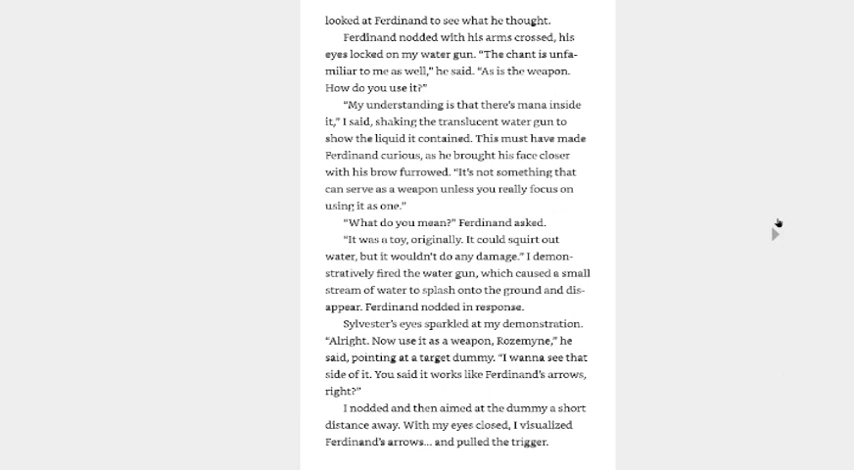 looked at Ferdinand to see what he thought.
Ferdinand nodded with his arms crossed, his
eyes locked on my water gun. “The chant is unfa-
miliar to me as well,” he said. “As is the weapon.
How do you use it?”
“My understanding is that there’s mana inside
it,” I said, shaking the translucent water gun to
show the liquid it contained. This must have made
Ferdinand curious, as he brought his face closer
with his brow furrowed. “It’s not something that
can serve as a weapon unless you really focus on
using it as one.”
“What do you mean?” Ferdinand asked.
“It was a toy, originally. It could squirt out
water, but it wouldn’t do any damage.” I demon-
stratively fired the water gun, which caused a small
stream of water to splash onto the ground and dis-
appear. Ferdinand nodded in response.
Sylvester’s eyes sparkled at my demonstration.
“Alright. Now use it as a weapon, Rozemyne,” he
said, pointing at a target dummy. “I wanna see that
side of it. You said it works like Ferdinand’s arrows,
right?”
I nodded and then aimed at the dummy a short
distance away. With my eyes closed, I visualized
Ferdinand’s arrows... and pulled the trigger.